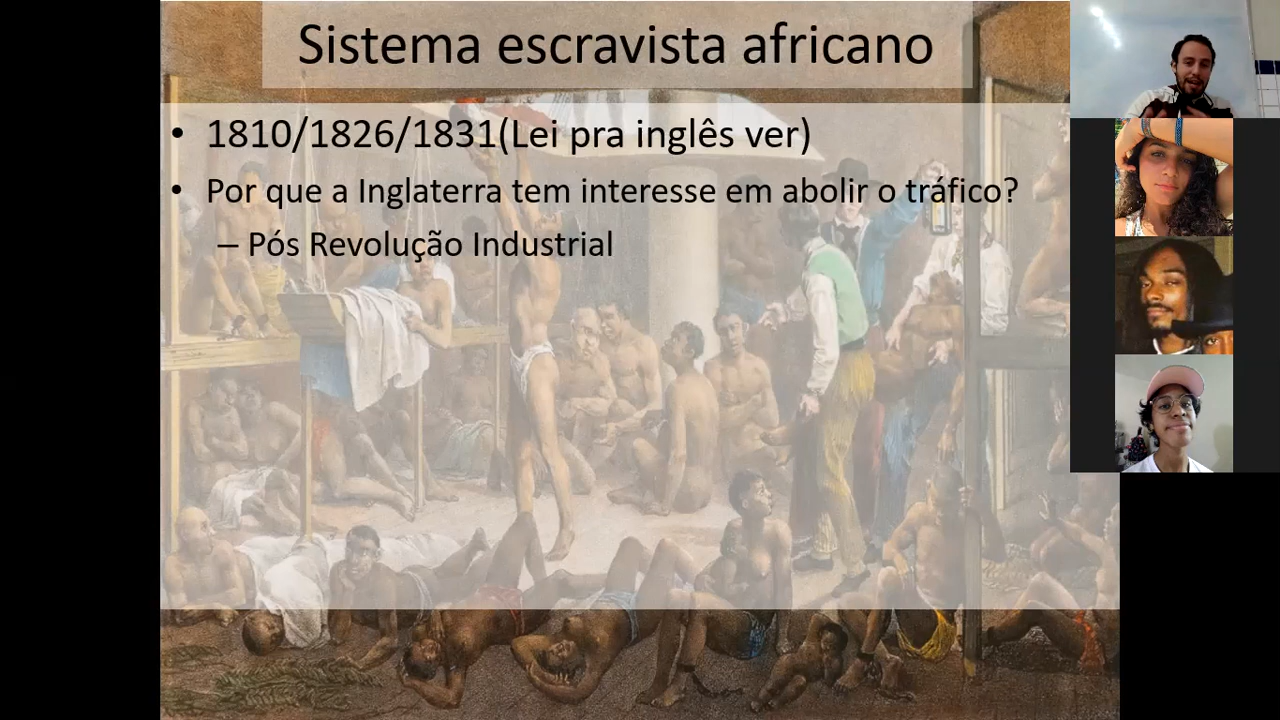 Sistema escravista africano
• 1810/1826/1831(Lei pra inglês ver)
• Por que a Inglaterra tem interesse em abolir o tráfico?
– Pós Revolução Industrial